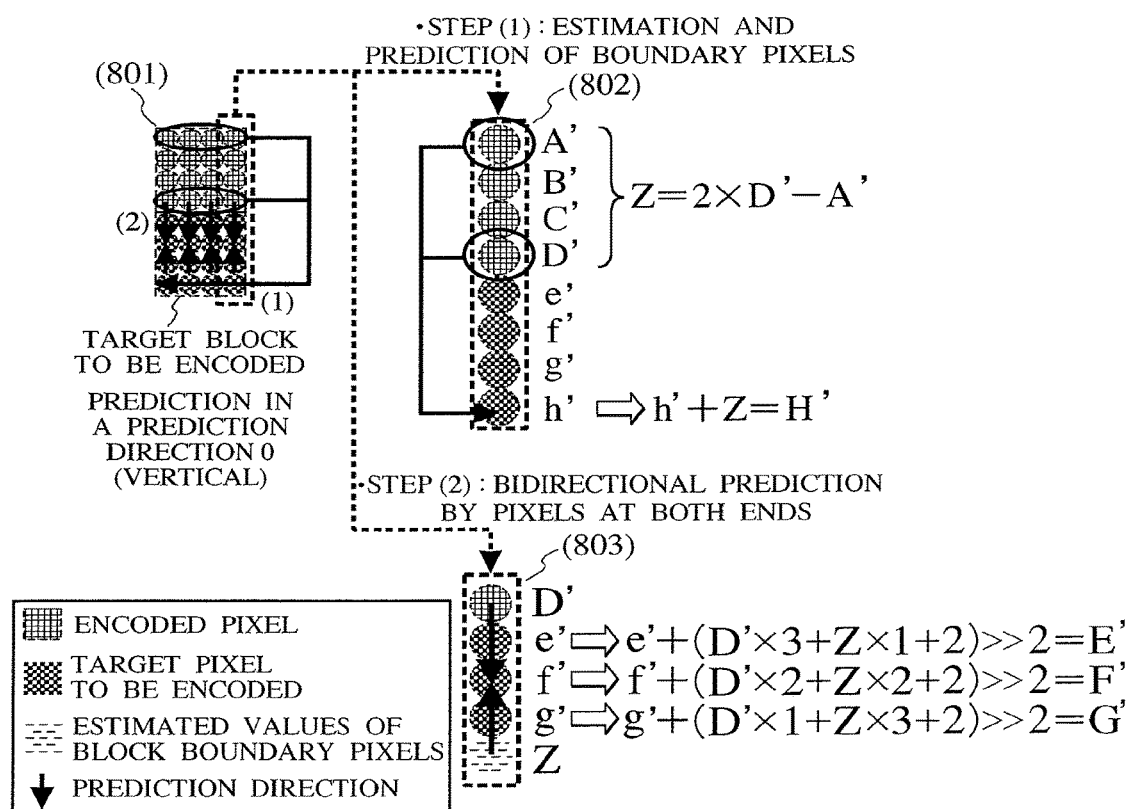 •STEP (1) : ESTIMATION AND
PREDICTION OF BOUNDARY PIXELS
(801)
(802)
A'
B'
C'
D'
e'
f'
g'
h' ⇨ h' + Z = H'
Z = 2 × D' − A'
(2)
(1)
TARGET BLOCK
TO BE ENCODED
PREDICTION IN
A PREDICTION
DIRECTION 0
(VERTICAL)
•STEP (2) : BIDIRECTIONAL PREDICTION
BY PIXELS AT BOTH ENDS
(803)
D'
e' ⇨ e' + (D' × 3 + Z × 1 + 2) >> 2 = E'
f' ⇨ f' + (D' × 2 + Z × 2 + 2) >> 2 = F'
g' ⇨ g' + (D' × 1 + Z × 3 + 2) >> 2 = G'
Z
ENCODED PIXEL
TARGET PIXEL
TO BE ENCODED
ESTIMATED VALUES OF
BLOCK BOUNDARY PIXELS
PREDICTION DIRECTION